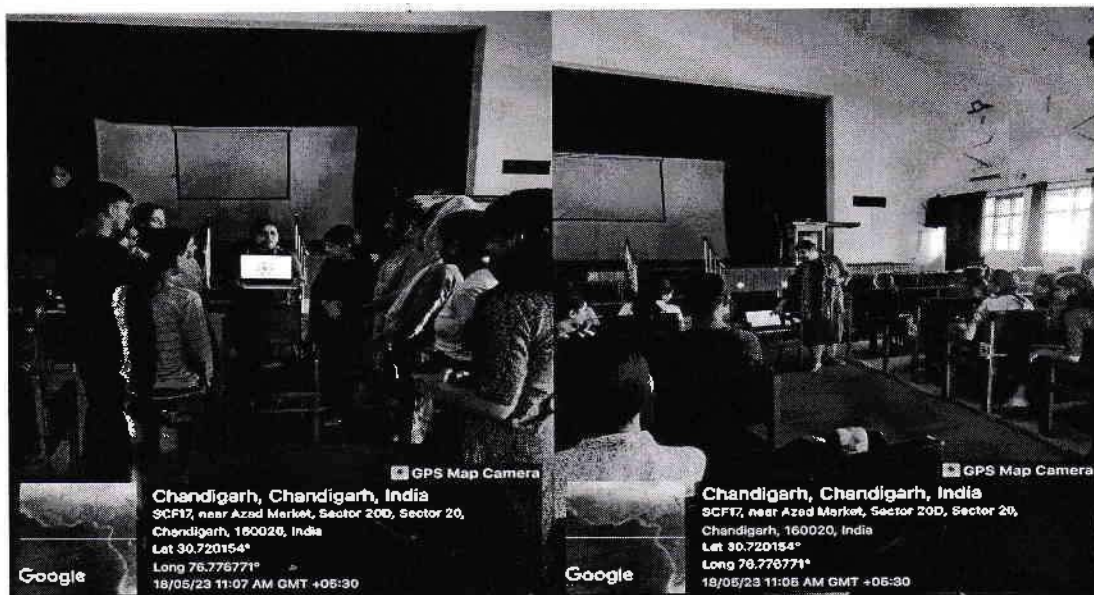 GPS Map Camera
Chandigarh, Chandigarh, India
SCF17, near Azad Market, Sector 20D, Sector 20,
Chandigarh, 160020, India
Lat 30.720154°
Long 76.776771°
18/05/23 11:07 AM GMT +05:30
Google
GPS Map Camera
Chandigarh, Chandigarh, India
SCF17, near Azad Market, Sector 20D, Sector 20,
Chandigarh, 160020, India
Lat 30.720154°
Long 76.776771°
18/05/23 11:05 AM GMT +05:30
Google